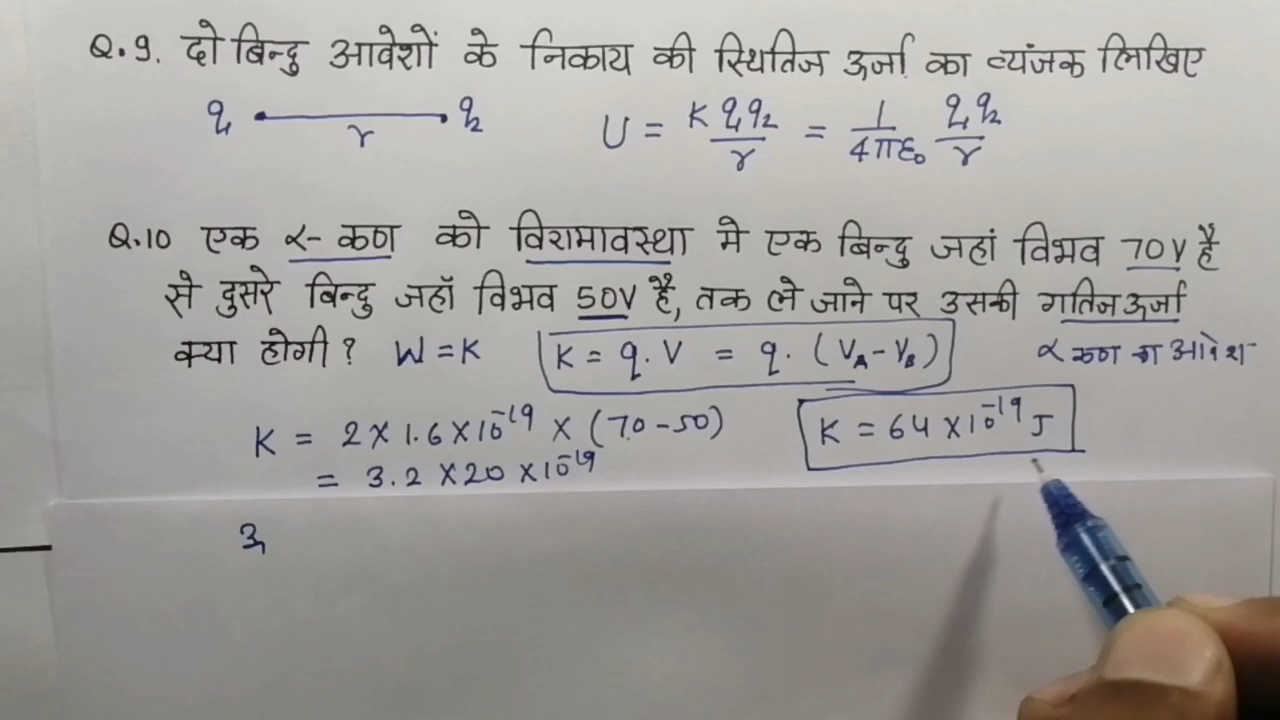 Q.9. दो बिन्दु आवेशों के निकाय की स्थितिज ऊर्जा का व्यंजक लिखिए
q₁ r q₂ U = K q₁q₂ / r = 1/4πε₀ q₁q₂ / r
Q.10 एक α- कण को विरामावस्था मे एक बिन्दु जहां विभव 70V है
से दुसरे बिन्दु जहाॅ विभव 50V है, तक ले जाने पर उसकी गतिज ऊर्जा
क्या होगी? W = K K = q. V = q. (V_A - V_B) α कण का आवेश
K = 2 × 1.6 × 10⁻¹⁹ × (70 - 50) K = 64 × 10⁻¹⁹ J
= 3.2 × 20 × 10⁻¹⁹